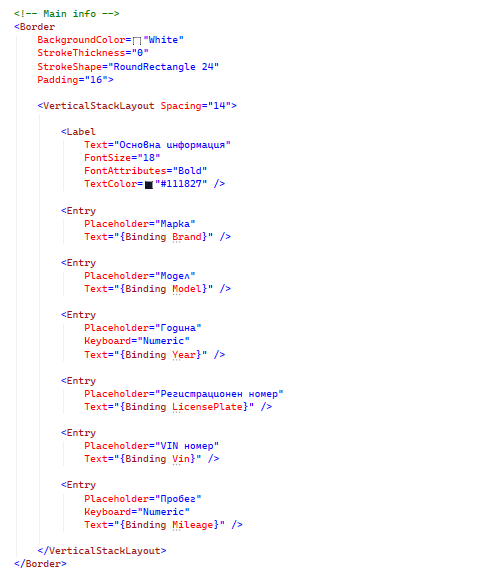 <!-- Main info -->
<Border
BackgroundColor="White"
StrokeThickness="0"
StrokeShape="RoundRectangle 24"
Padding="16">
<VerticalStackLayout Spacing="14">
<Label
Text="Основна информация"
FontSize="18"
FontAttributes="Bold"
TextColor="#111827" />
<Entry
Placeholder="Марка"
Text="{Binding Brand}" />
<Entry
Placeholder="Модел"
Text="{Binding Model}" />
<Entry
Placeholder="Година"
Keyboard="Numeric"
Text="{Binding Year}" />
<Entry
Placeholder="Регистрационен номер"
Text="{Binding LicensePlate}" />
<Entry
Placeholder="VIN номер"
Text="{Binding Vin}" />
<Entry
Placeholder="Пробег"
Keyboard="Numeric"
Text="{Binding Mileage}" />
</VerticalStackLayout>
</Border>